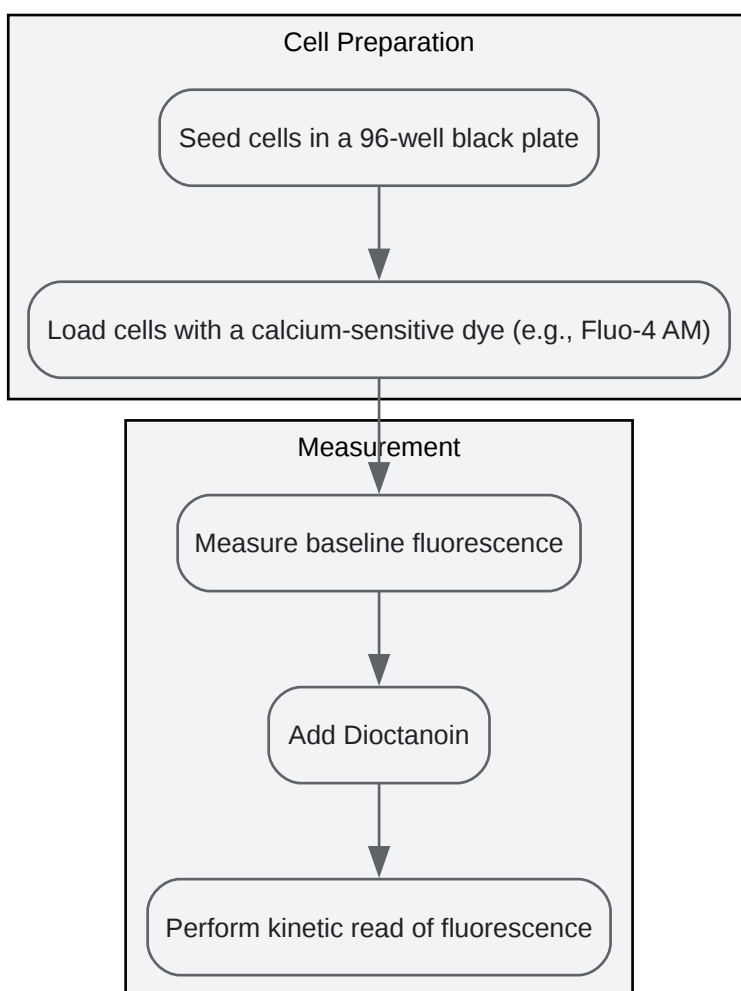 Cell Preparation
Seed cells in a 96-well black plate
Load cells with a calcium-sensitive dye (e.g., Fluo-4 AM)
Measurement
Measure baseline fluorescence
Add Dioctanoin
Perform kinetic read of fluorescence